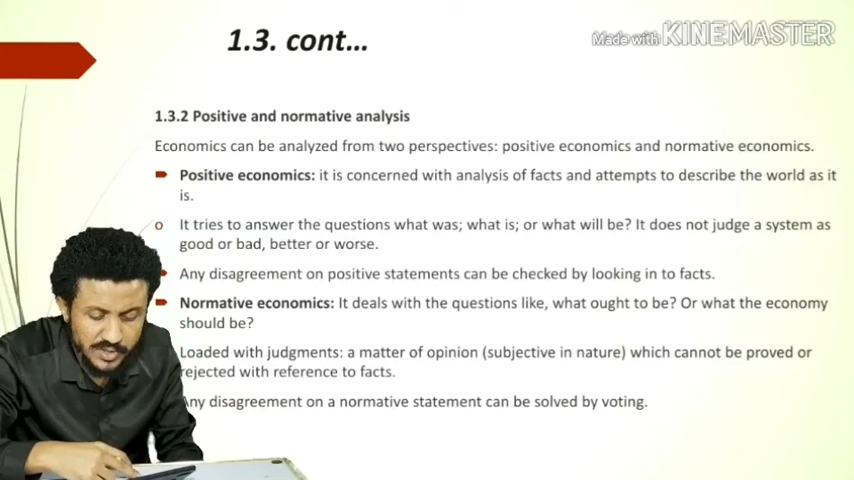 1.3. cont...
Made with KINEMASTER
1.3.2 Positive and normative analysis
Economics can be analyzed from two perspectives: positive economics and normative economics.
Positive economics: it is concerned with analysis of facts and attempts to describe the world as it
is.
o It tries to answer the questions what was; what is; or what will be? It does not judge a system as
good or bad, better or worse.
Any disagreement on positive statements can be checked by looking in to facts.
Normative economics: It deals with the questions like, what ought to be? Or what the economy
should be?
Loaded with judgments: a matter of opinion (subjective in nature) which cannot be proved or
rejected with reference to facts.
Any disagreement on a normative statement can be solved by voting.